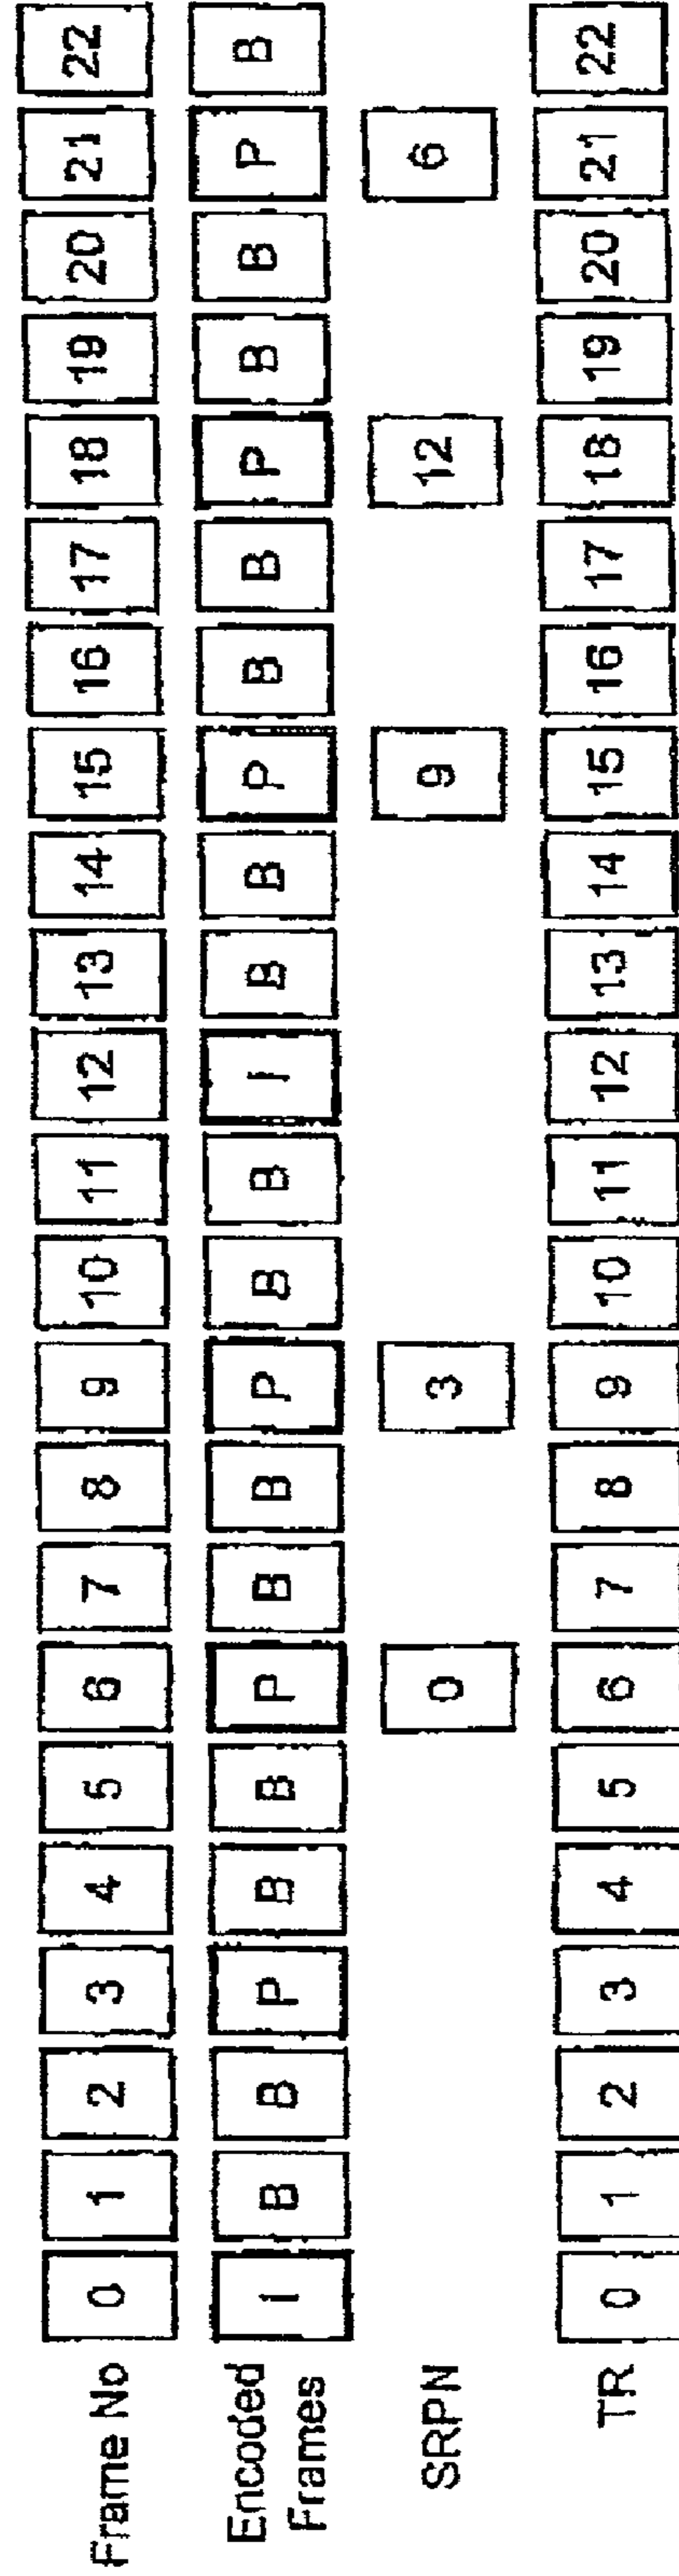 Frame No 0 1 2 3 4 5 6 7 8 9 10 11 12 13 14 15 16 17 18 19 20 21 22
Encoded I B B P B B P B B P B B I B B P B B P B B P B
Frames
SRPN 0 3 9 12 6
TR 0 1 2 3 4 5 6 7 8 9 10 11 12 13 14 15 16 17 18 19 20 21 22